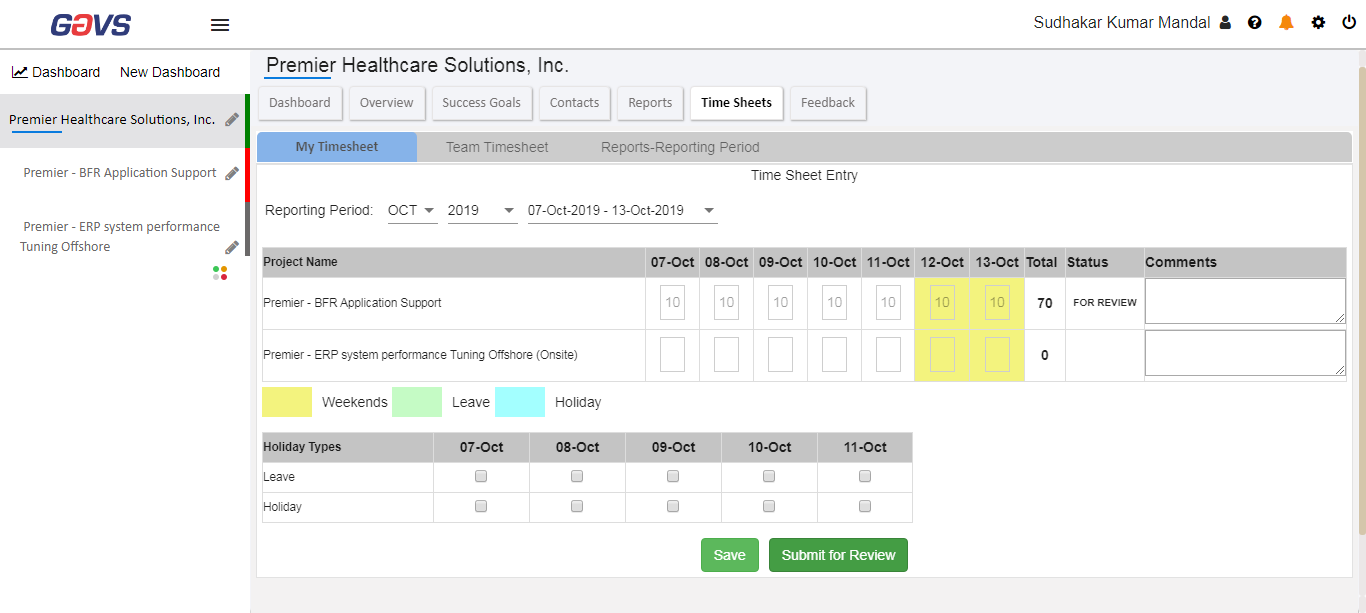 GAVS
Sudhakar Kumar Mandal
Dashboard New Dashboard
Premier Healthcare Solutions, Inc.
Premier - BFR Application Support
Premier - ERP system performance
Tuning Offshore
Premier Healthcare Solutions, Inc.
Dashboard Overview Success Goals Contacts Reports Time Sheets Feedback
My Timesheet Team Timesheet Reports-Reporting Period
Time Sheet Entry
Reporting Period: OCT 2019 07-Oct-2019 - 13-Oct-2019
Project Name 07-Oct 08-Oct 09-Oct 10-Oct 11-Oct 12-Oct 13-Oct Total Status Comments
Premier - BFR Application Support 10 10 10 10 10 10 10 70 FOR REVIEW
Premier - ERP system performance Tuning Offshore (Onsite) 0
Weekends Leave Holiday
Holiday Types 07-Oct 08-Oct 09-Oct 10-Oct 11-Oct
Leave
Holiday
Save Submit for Review